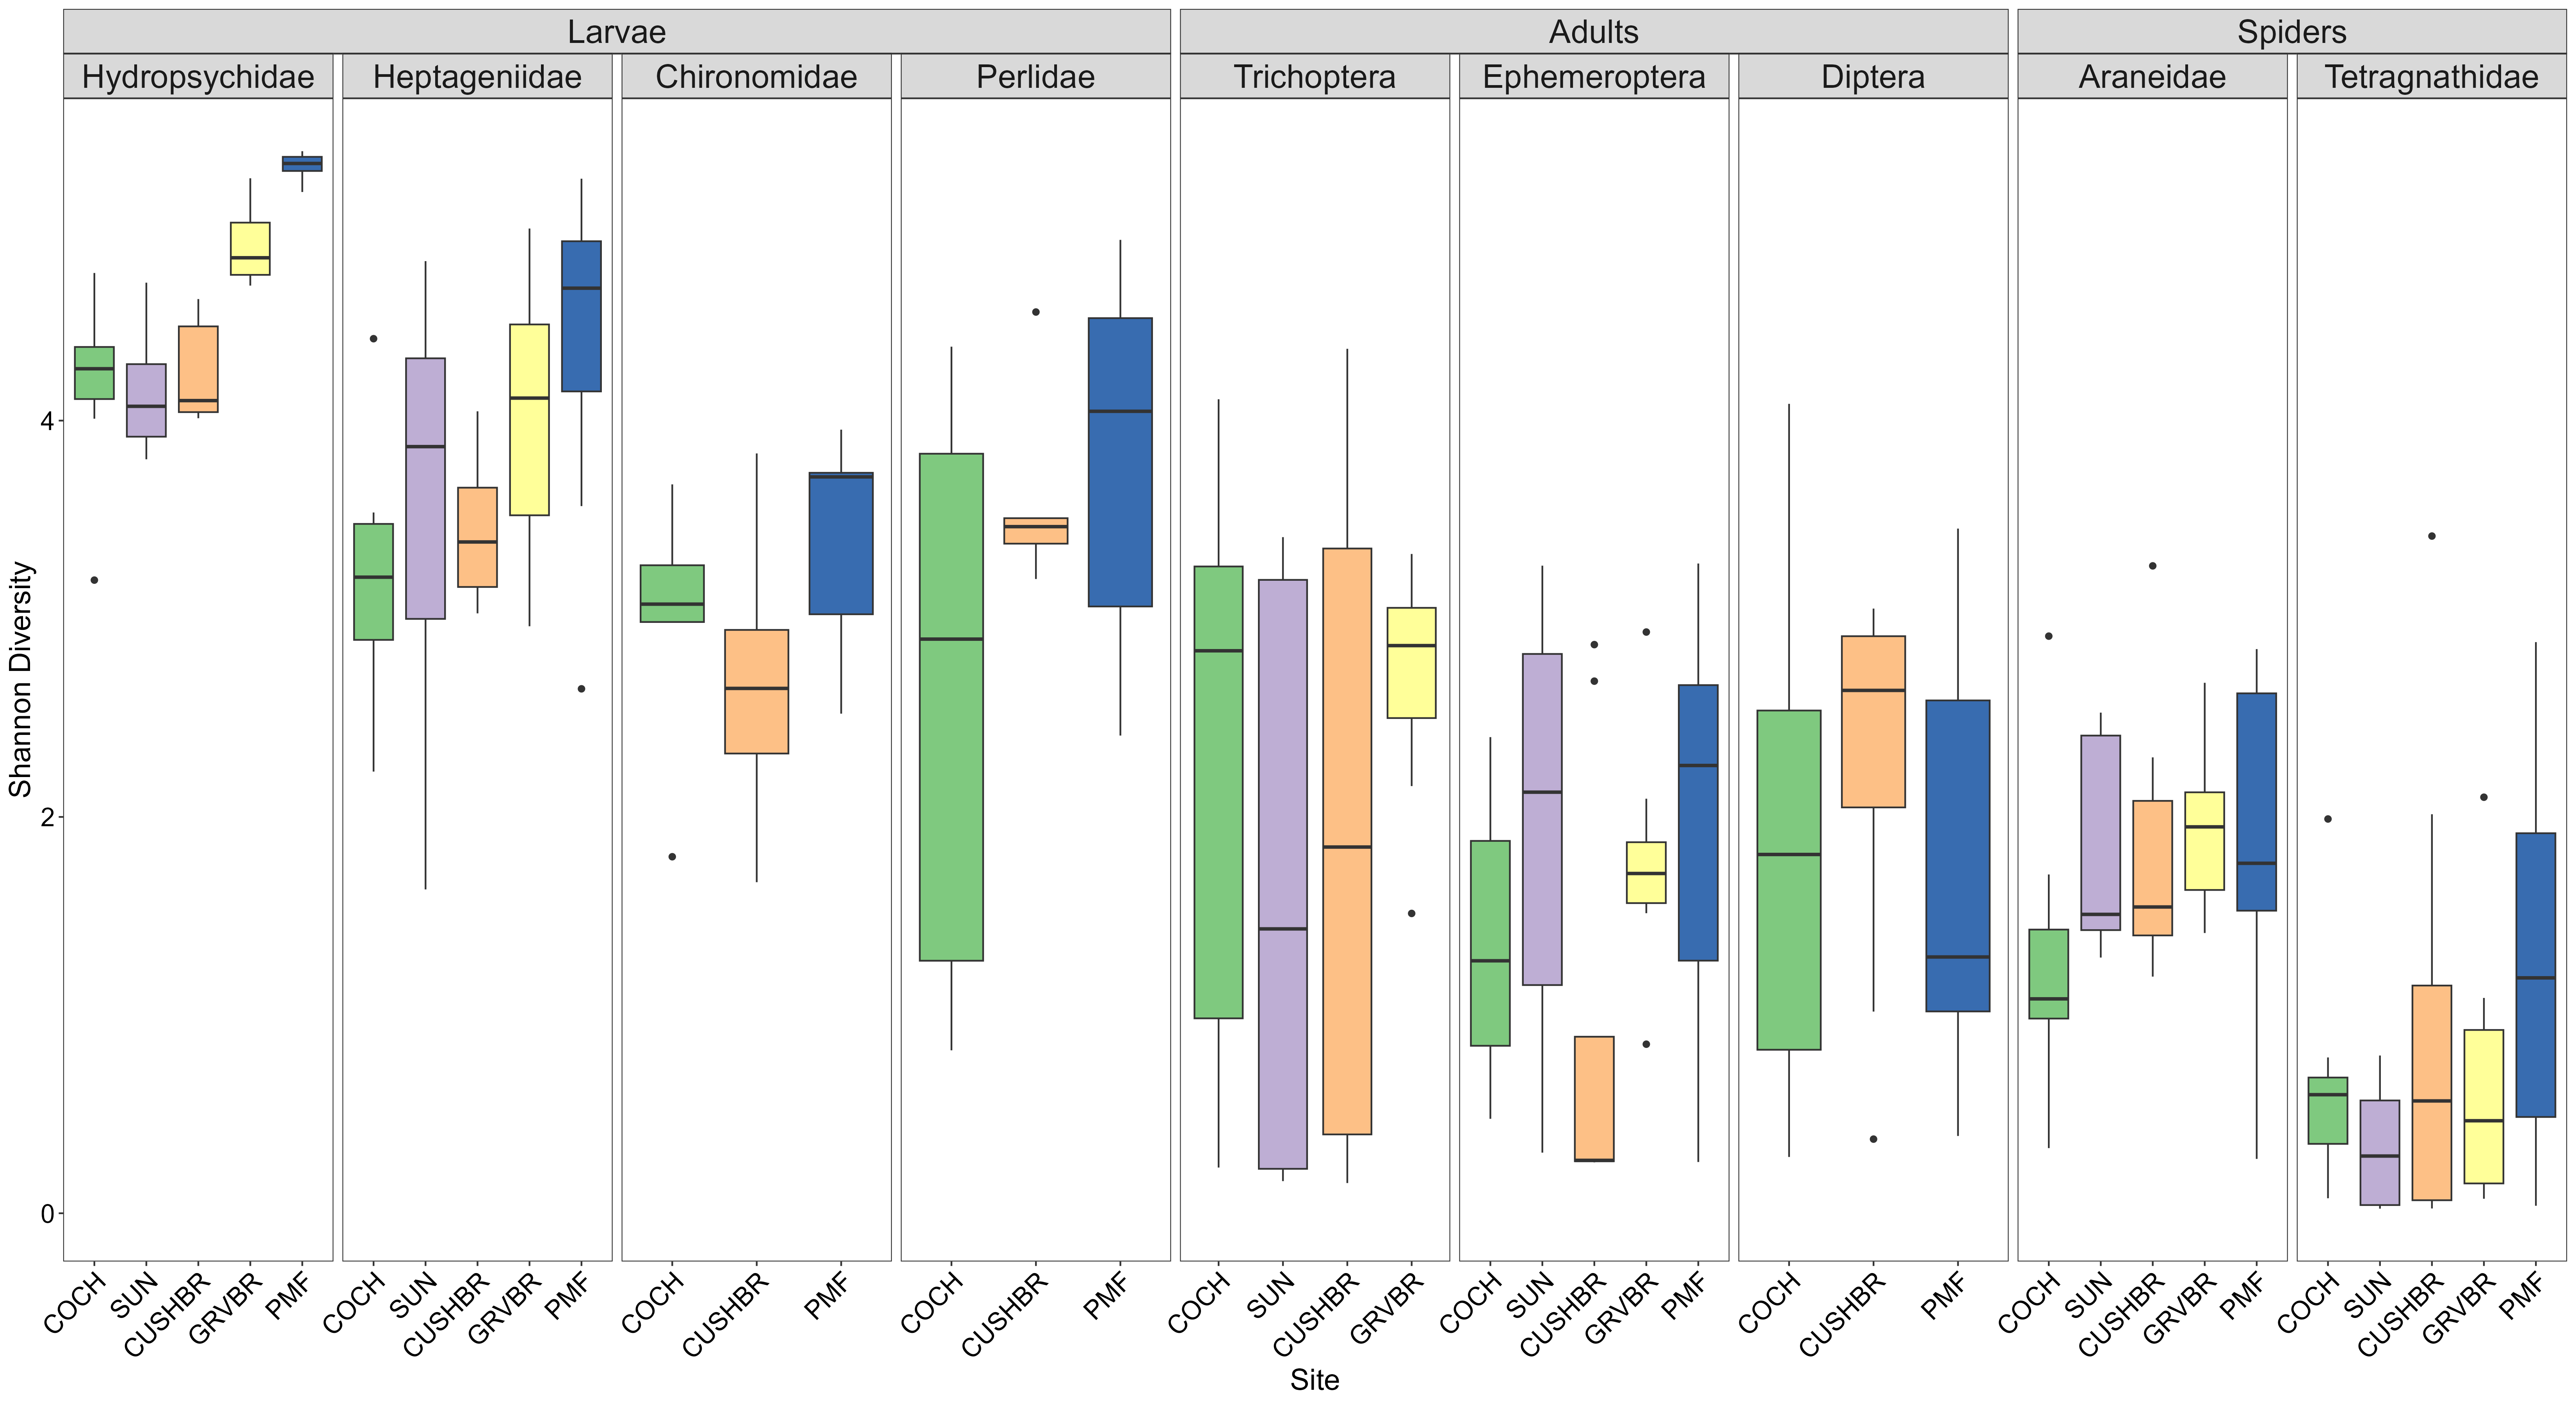 Larvae Adults Spiders
Hydropsychidae Heptageniidae Chironomidae Perlidae Trichoptera Ephemeroptera Diptera Araneidae Tetragnathidae
Shannon Diversity
4
2
0
COCH SUN CUSHBR GRVBR PMF COCH SUN CUSHBR GRVBR PMF COCH CUSHBR PMF COCH CUSHBR PMF COCH SUN CUSHBR GRVBR COCH SUN CUSHBR GRVBR PMF COCH CUSHBR PMF COCH SUN CUSHBR GRVBR PMF COCH SUN CUSHBR GRVBR PMF
Site